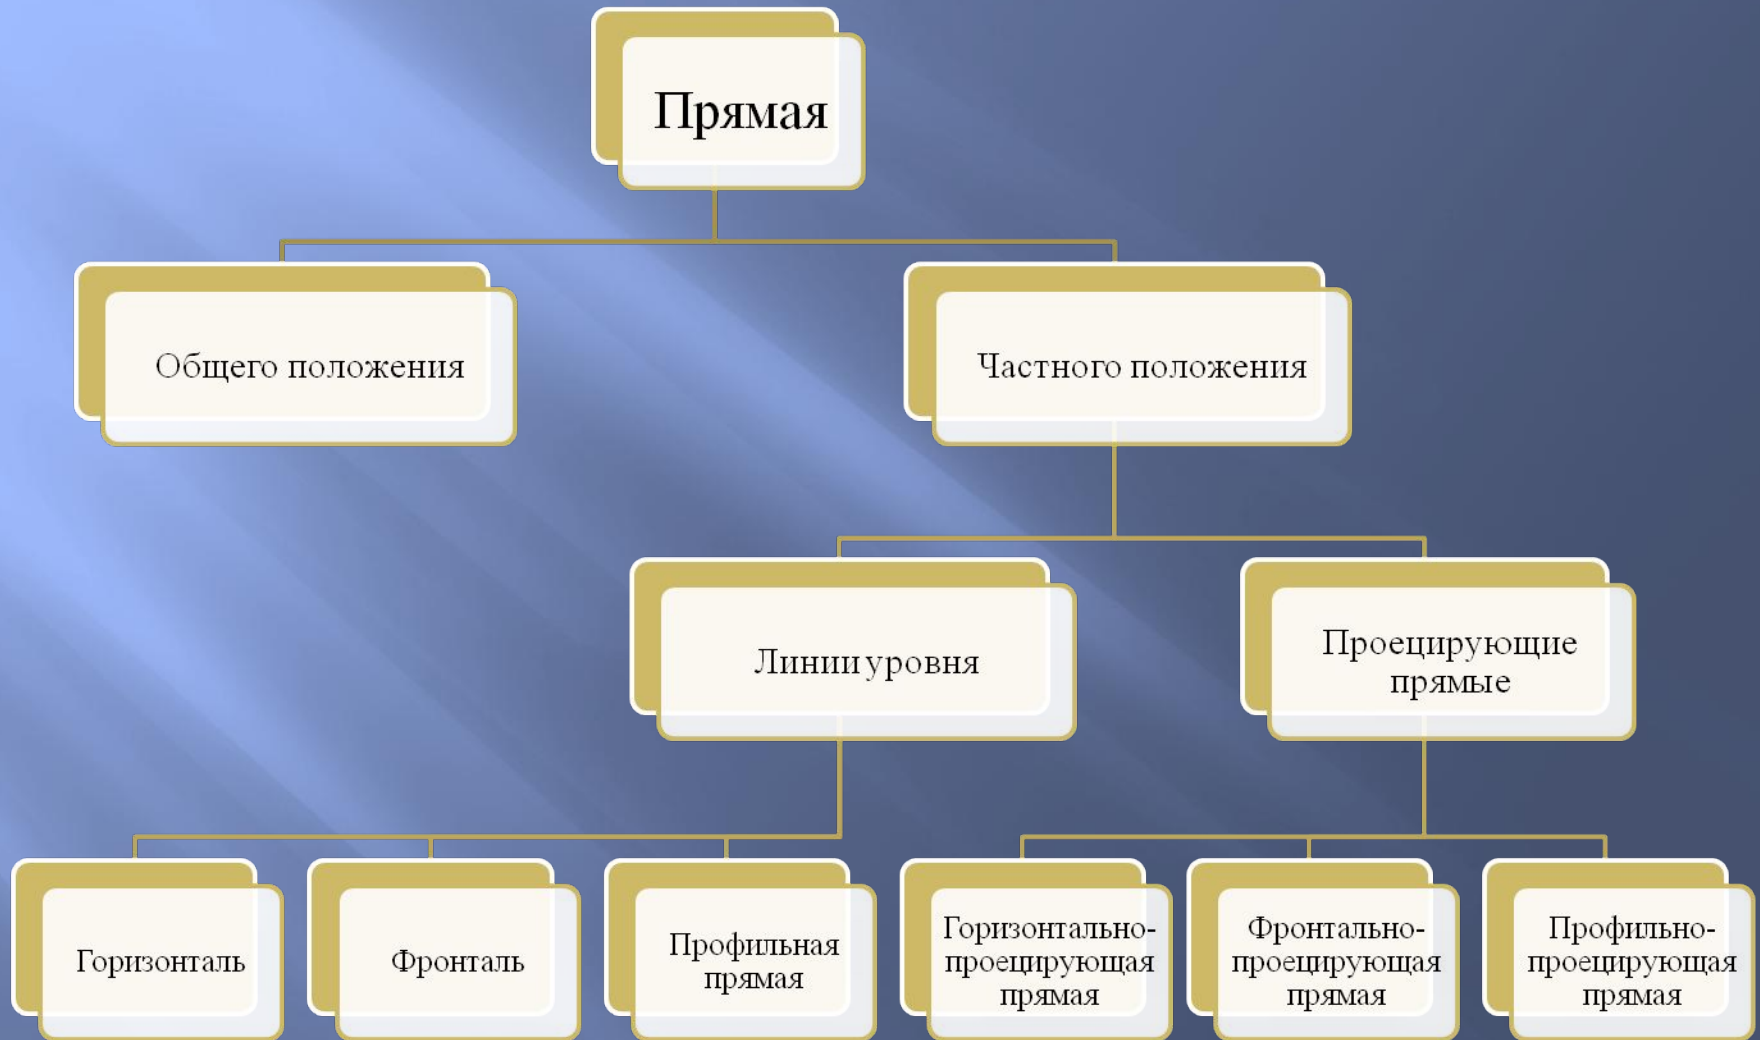 Прямая
Общего положения
Частного положения
Линии уровня
Проецирующие
прямые
Горизонталь
Фронталь
Профильная
прямая
Горизонтально-
проецирующая
прямая
Фронтально-
проецирующая
прямая
Профильно-
проецирующая
прямая